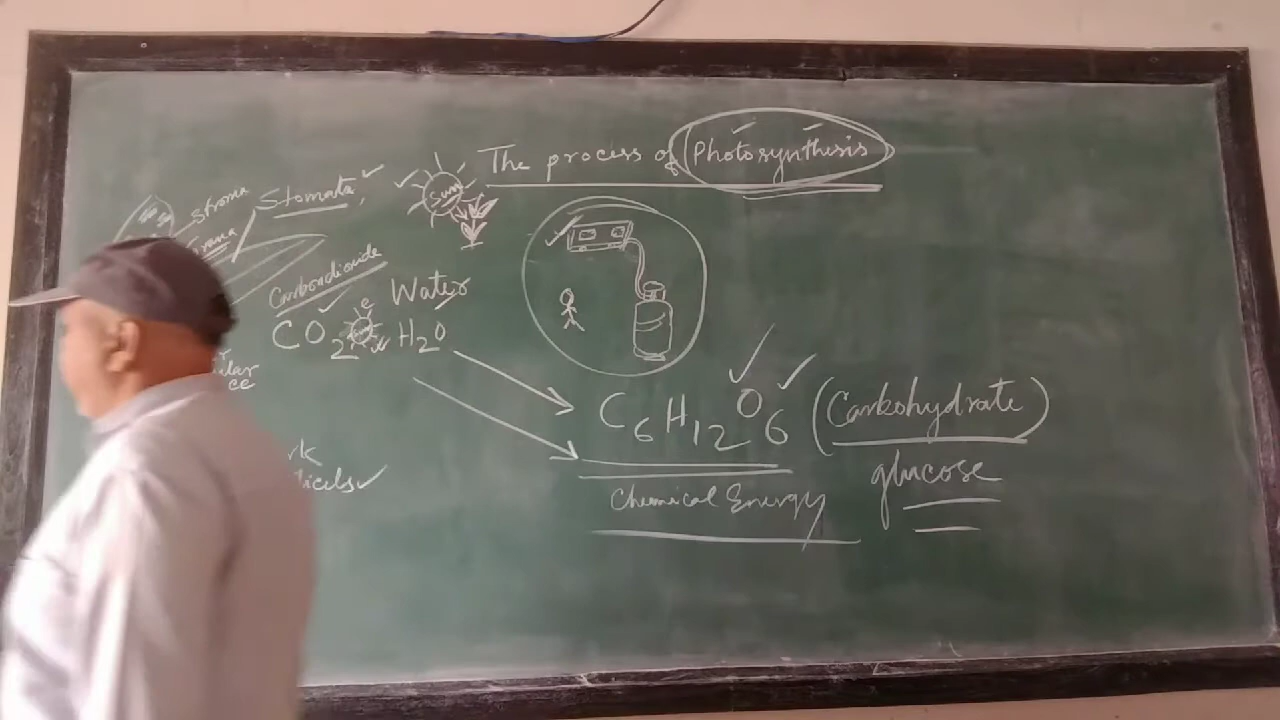 The process of Photosynthesis
Sun
Stroma
Stomata
Grana
Carbondioxide
Water
CO2
H2O
C6H12O6 (Carbohydrate)
glucose
Chemical Energy